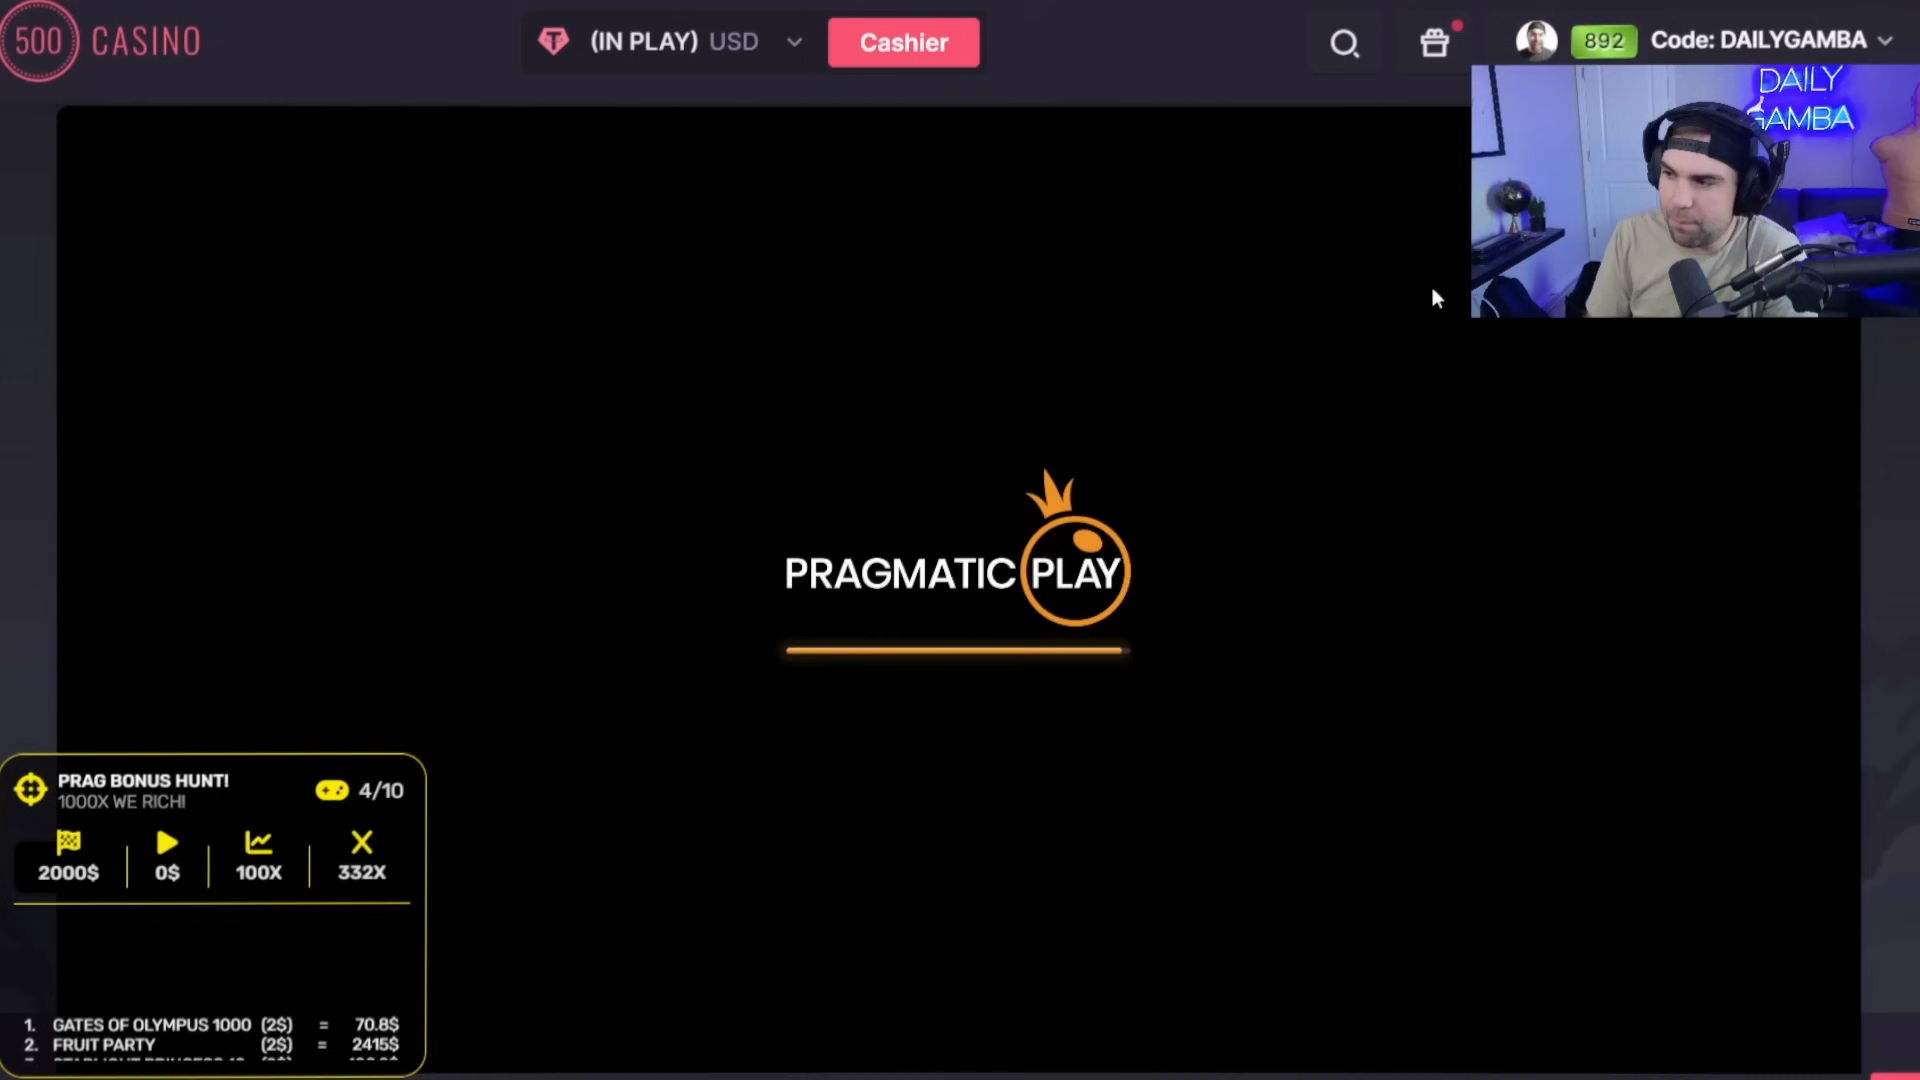 500 CASINO
(IN PLAY) USD
Cashier
892
Code: DAILYGAMBA
DAILY
GAMBA
PRAGMATIC PLAY
PRAG BONUS HUNT!
1000X WE RICH!
4/10
2000$
0$
100X
332X
1. GATES OF OLYMPUS 1000 (2$) = 70.8$
2. FRUIT PARTY (2$) = 2415$